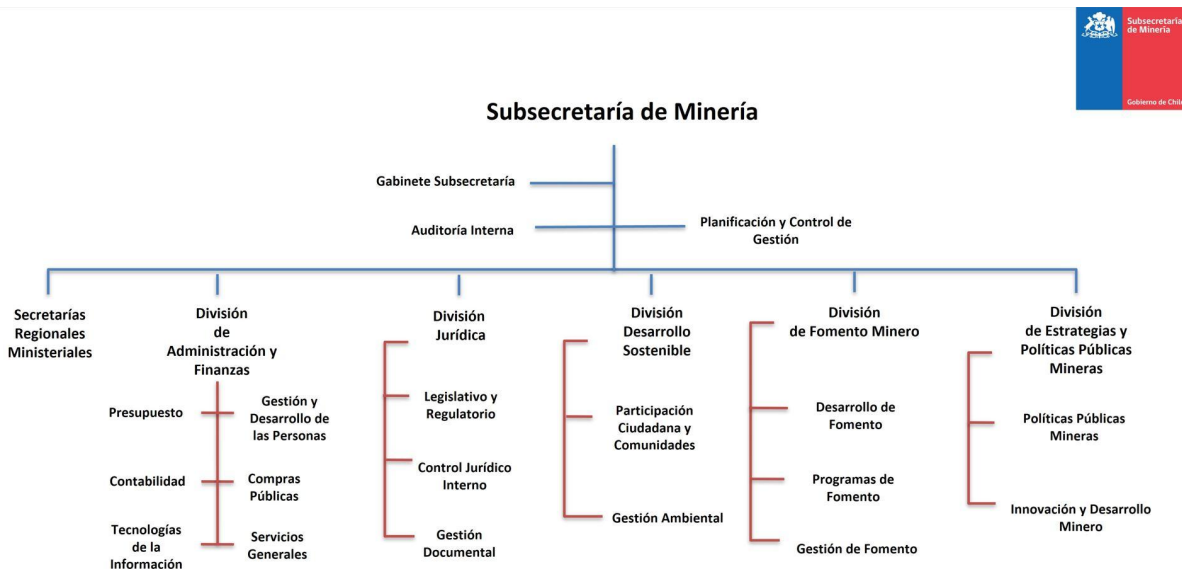 Subsecretaría
de Minería
Gobierno de Chile
Subsecretaría de Minería
Gabinete Subsecretaría
Auditoría Interna
Planificación y Control de
Gestión
Secretarías
Regionales
Ministeriales
División
de
Administración y
Finanzas
Presupuesto
Gestión y
Desarrollo de
las Personas
Contabilidad
Compras
Públicas
Tecnologías
de la
Información
Servicios
Generales
División
Jurídica
Legislativo y
Regulatorio
Control Jurídico
Interno
Gestión
Documental
División
Desarrollo
Sostenible
Participación
Ciudadana y
Comunidades
Gestión Ambiental
División
de Fomento Minero
Desarrollo de
Fomento
Programas de
Fomento
Gestión de Fomento
División
de Estrategias y
Políticas Públicas
Mineras
Políticas Públicas
Mineras
Innovación y Desarrollo
Minero